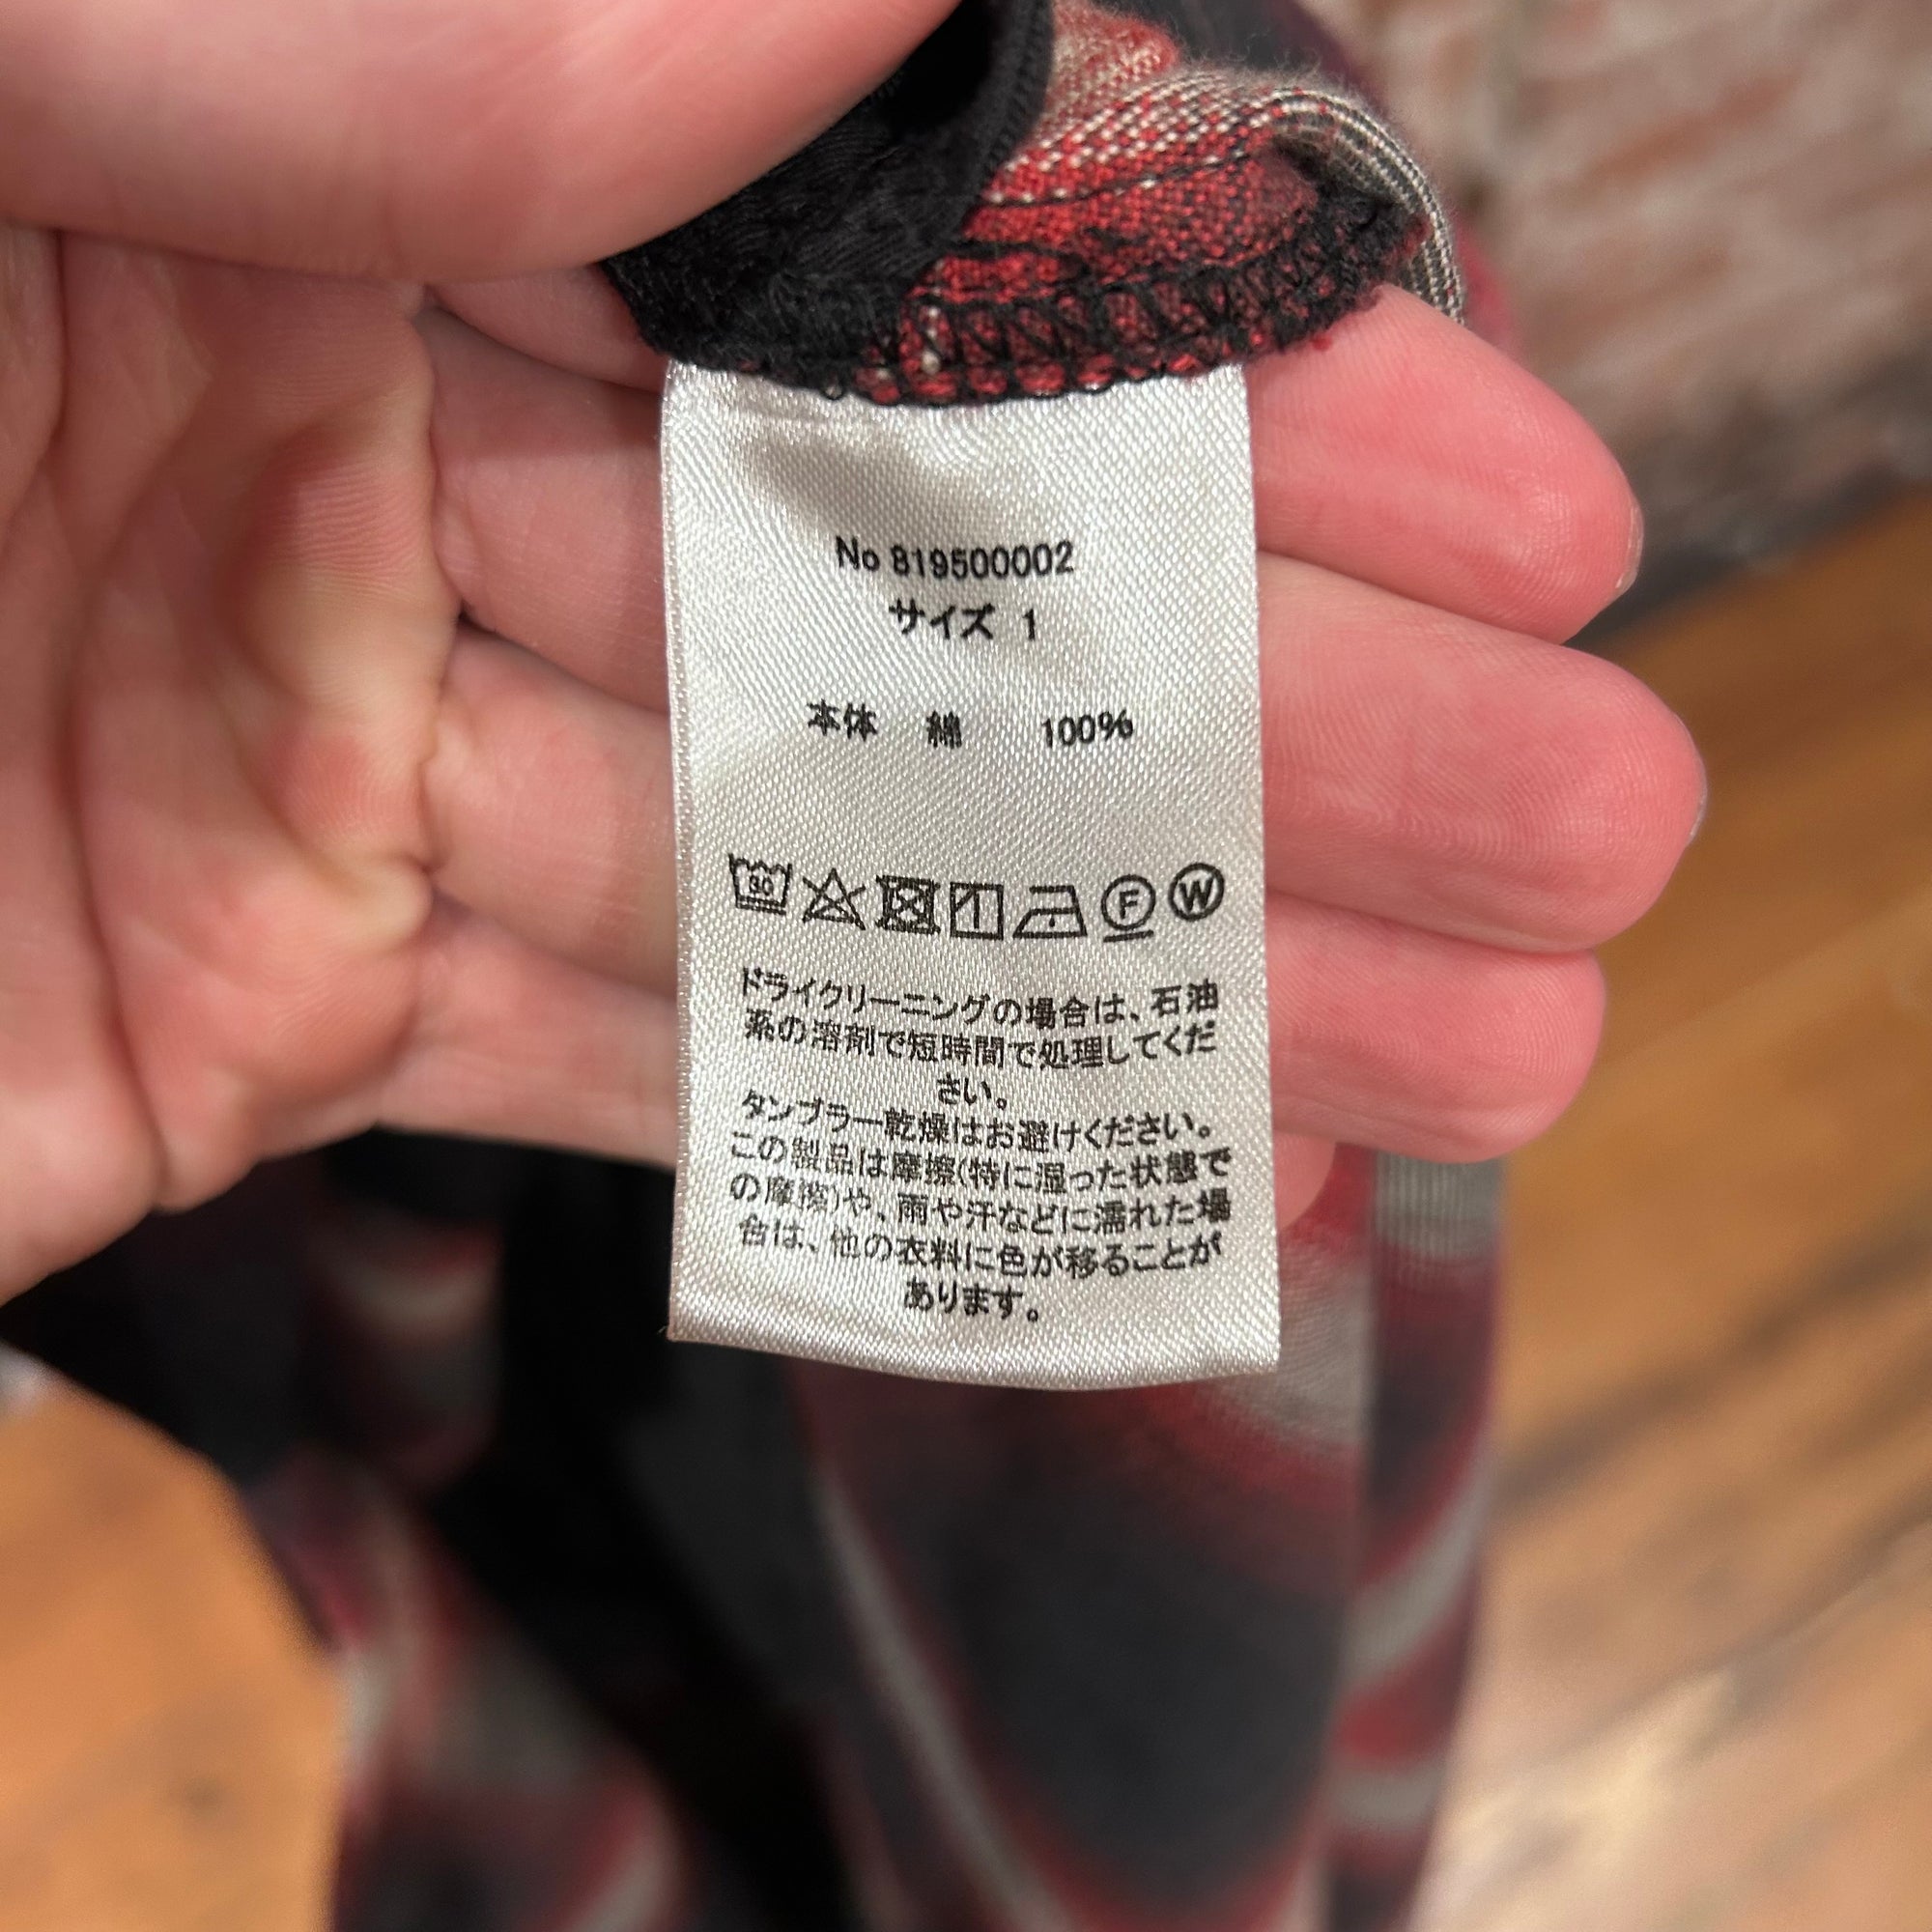 No 819500002
サイズ 1
本体 綿 100%
30 F W
ドライクリーニングの場合は、石油
系の溶剤で短時間で処理してくだ
さい。
タンブラー乾燥はお避けください。
この製品は摩擦(特に湿った状態で
の摩擦)や、雨や汗などに濡れた場
合は、他の衣料に色が移ることが
あります。